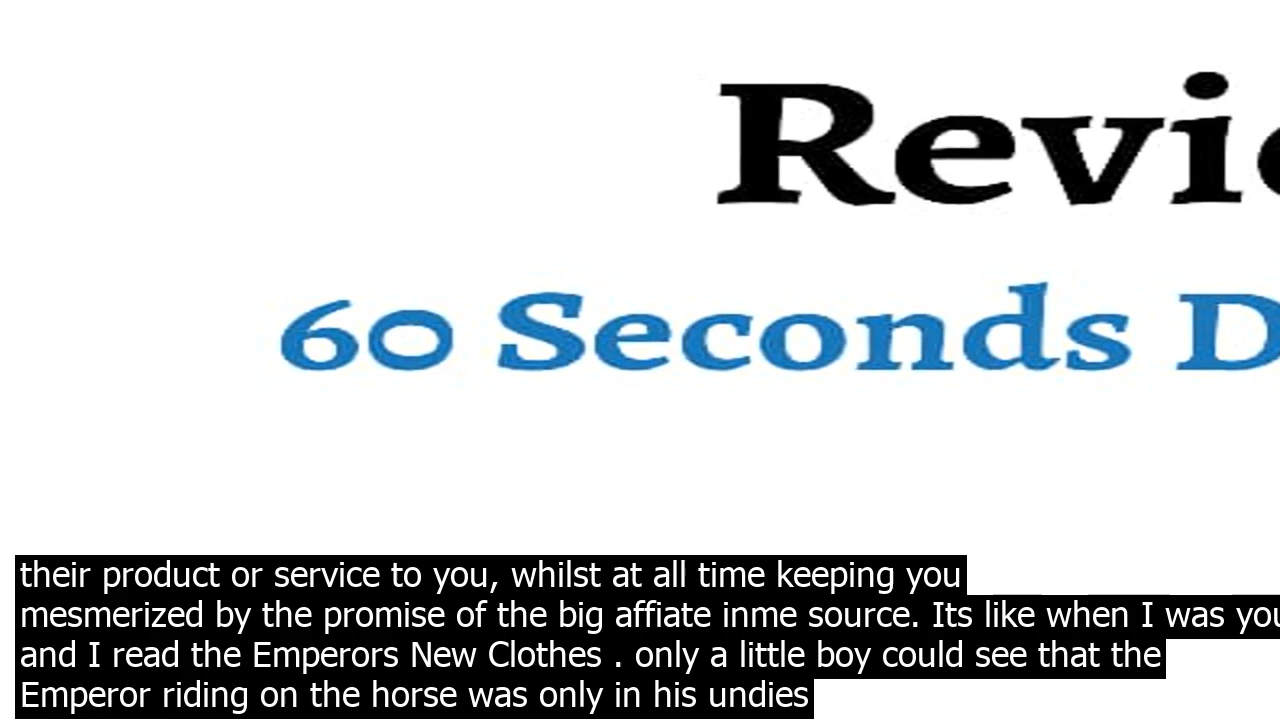 Revi
60 Seconds D
their product or service to you, whilst at all time keeping you
mesmerized by the promise of the big affiate inme source. Its like when I was you
and I read the Emperors New Clothes . only a little boy could see that the
Emperor riding on the horse was only in his undies